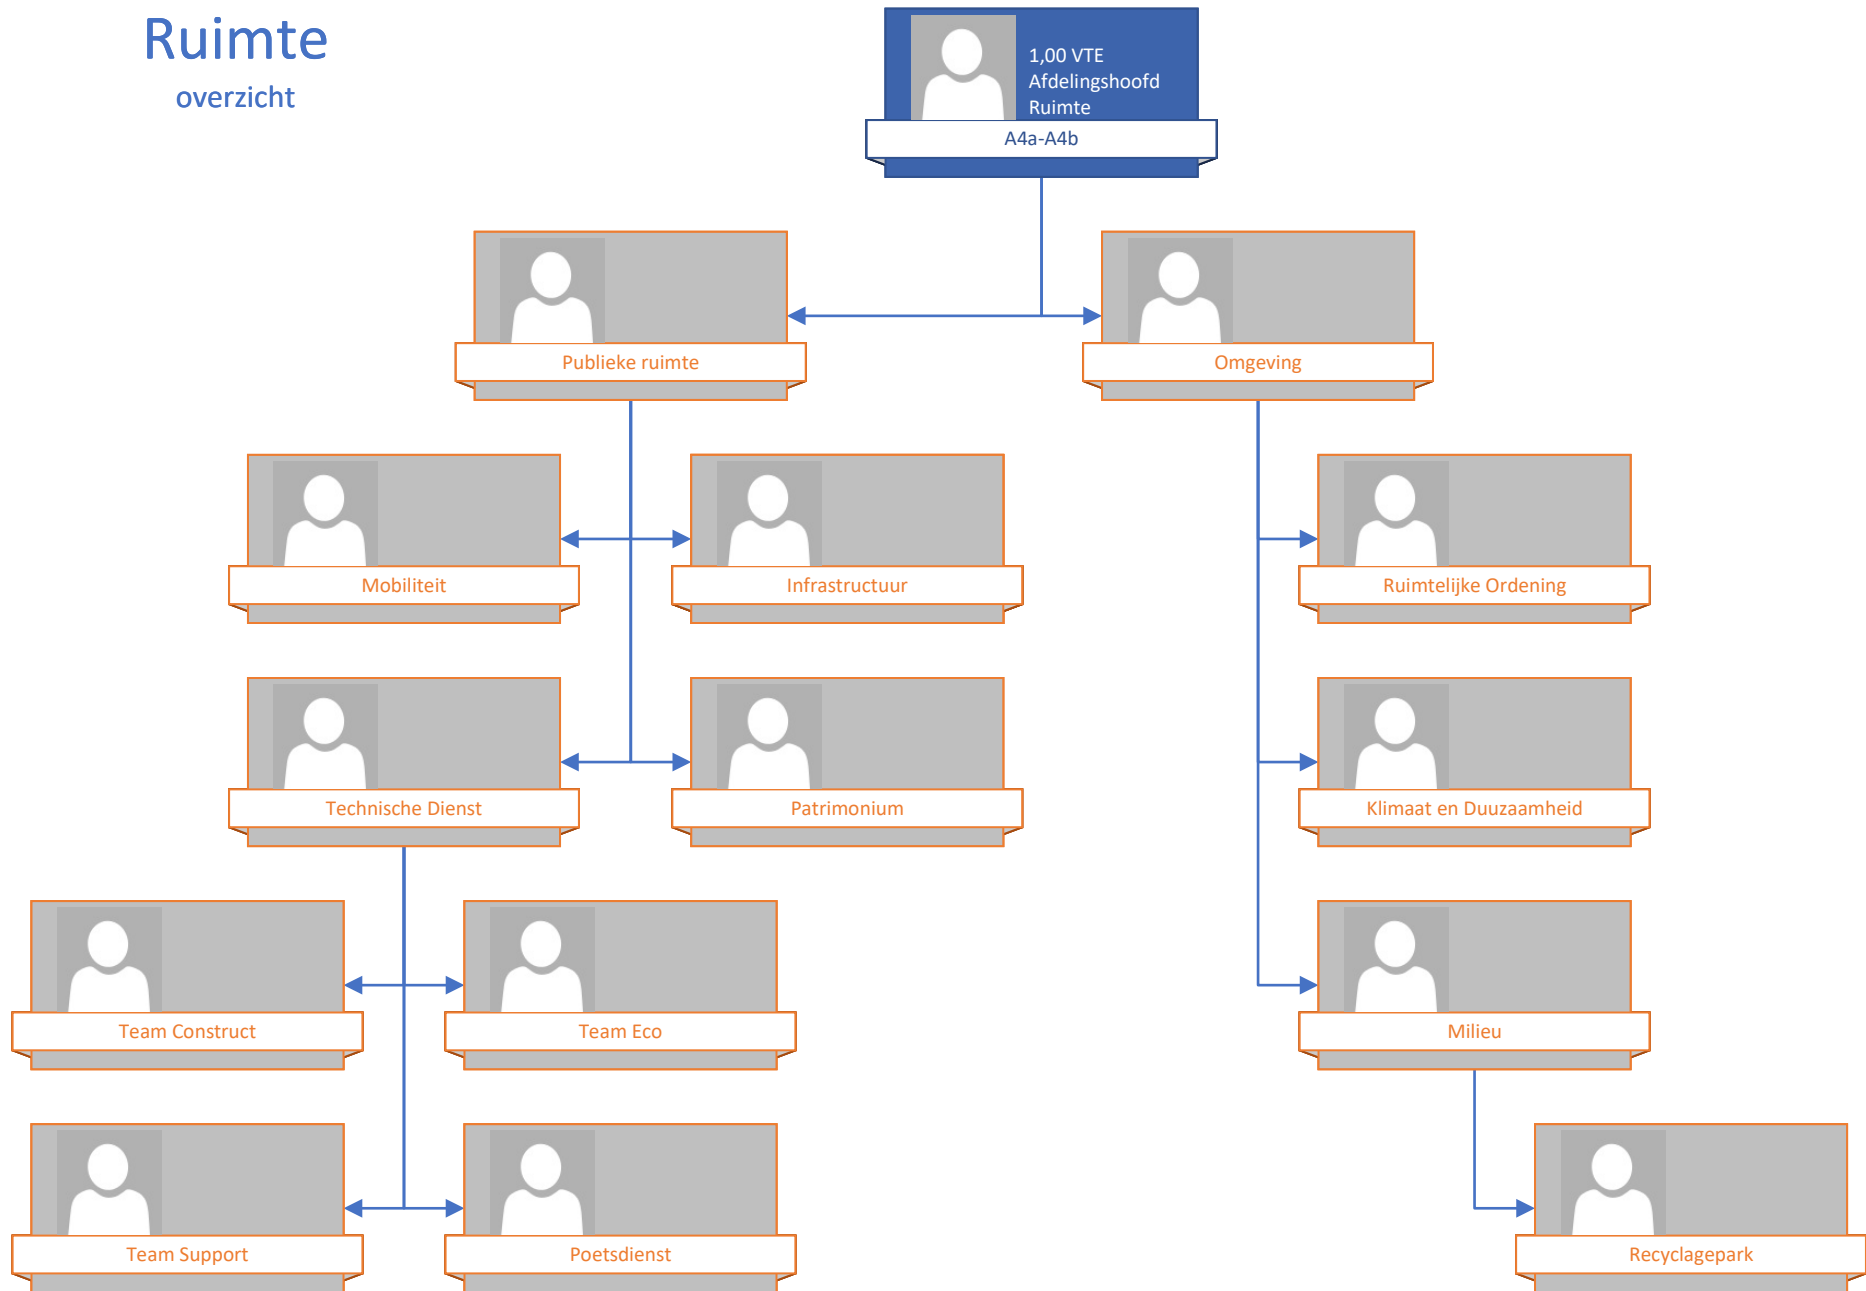 Ruimte
overzicht
1,00 VTE
Afdelingshoofd
Ruimte
A4a-A4b
Publieke ruimte
Omgeving
Mobiliteit
Infrastructuur
Ruimtelijke Ordening
Technische Dienst
Patrimonium
Klimaat en Duuzaamheid
Team Construct
Team Eco
Milieu
Team Support
Poetsdienst
Recyclagepark